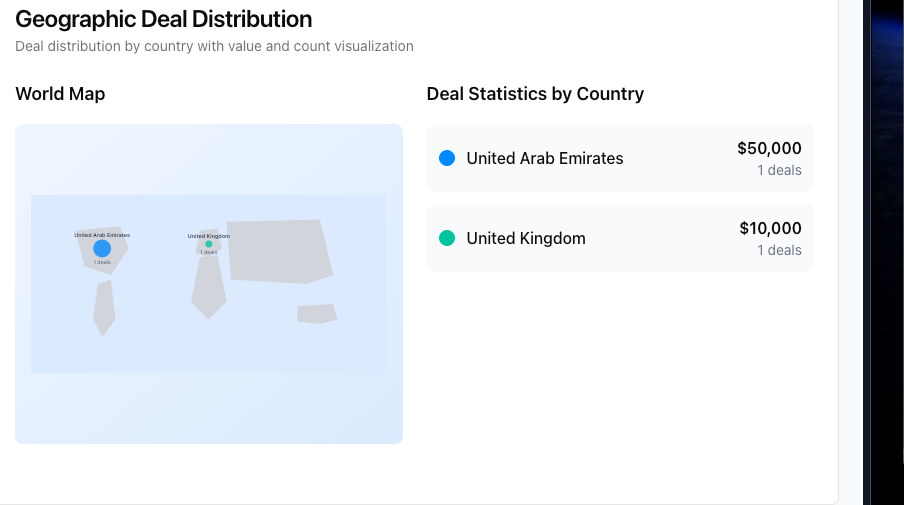 Geographic Deal Distribution
Deal distribution by country with value and count visualization
World Map
United Arab Emirates
1 deals
United Kingdom
1 deals
Deal Statistics by Country
United Arab Emirates
$50,000
1 deals
United Kingdom
$10,000
1 deals